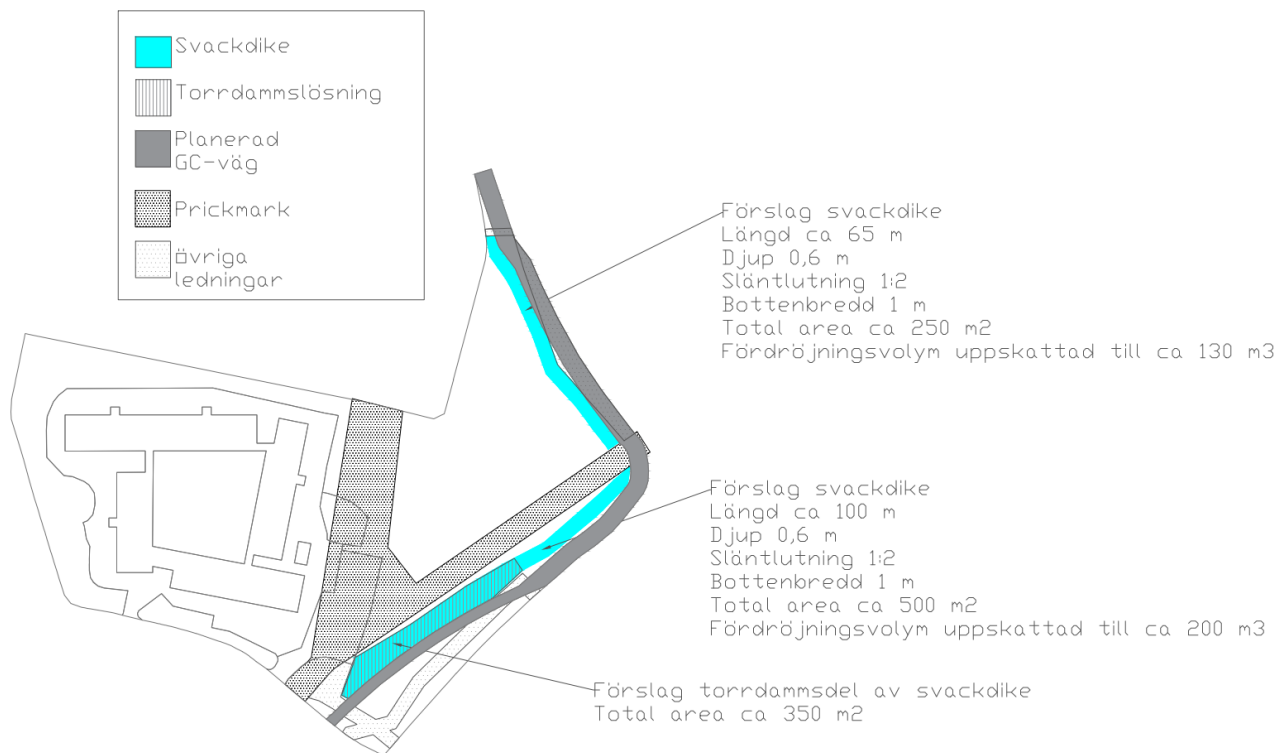 Svackdike
Torrdammslösning
Planerad
GC-väg
Prickmark
övriga
ledningar
Förslag svackdike
Längd ca 65 m
Djup 0,6 m
Släntlutning 1:2
Bottenbredd 1 m
Total area ca 250 m2
Fördröjningsvolym uppskattad till ca 130 m3
Förslag svackdike
Längd ca 100 m
Djup 0,6 m
Släntlutning 1:2
Bottenbredd 1 m
Total area ca 500 m2
Fördröjningsvolym uppskattad till ca 200 m3
Förslag torrdammsdel av svackdike
Total area ca 350 m2